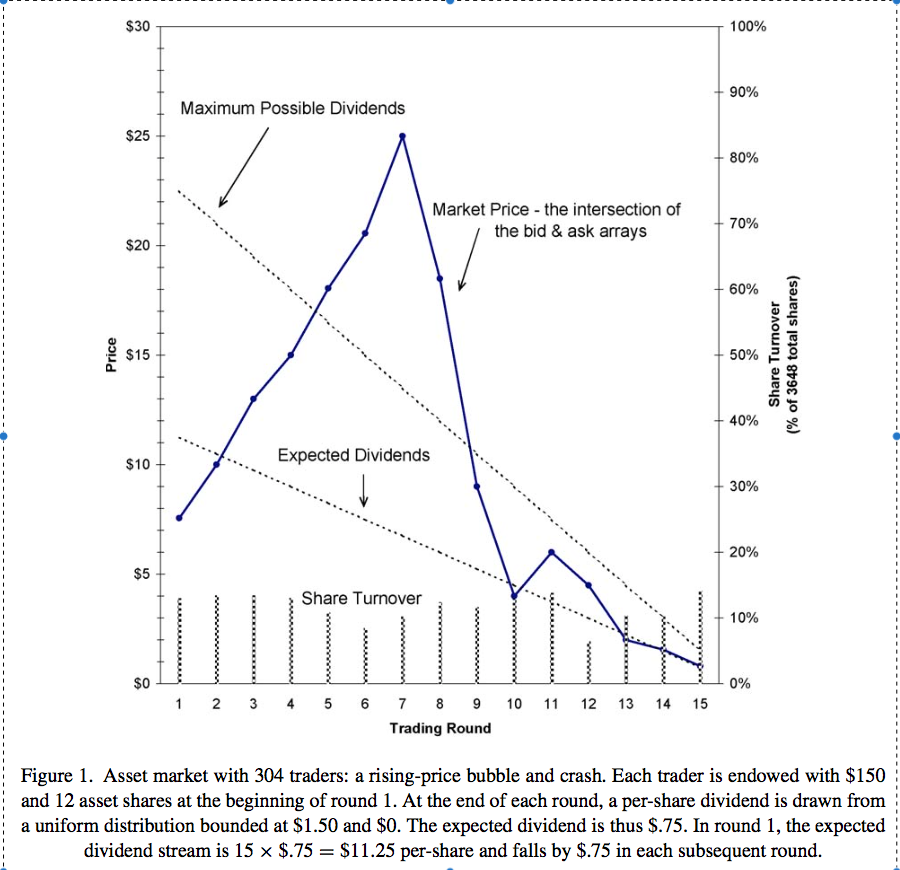 $30
100%
90%
Maximum Possible Dividends
$25
80%
Market Price - the intersection of
the bid & ask arrays
70%
$20
60%
Price
$15
50%
Share Turnover
(% of 3648 total shares)
40%
Expected Dividends
$10
30%
$5
20%
Share Turnover
10%
$0
0%
1 2 3 4 5 6 7 8 9 10 11 12 13 14 15
Trading Round
Figure 1. Asset market with 304 traders: a rising-price bubble and crash. Each trader is endowed with $150
and 12 asset shares at the beginning of round 1. At the end of each round, a per-share dividend is drawn from
a uniform distribution bounded at $1.50 and $0. The expected dividend is thus $.75. In round 1, the expected
dividend stream is 15 × $.75 = $11.25 per-share and falls by $.75 in each subsequent round.